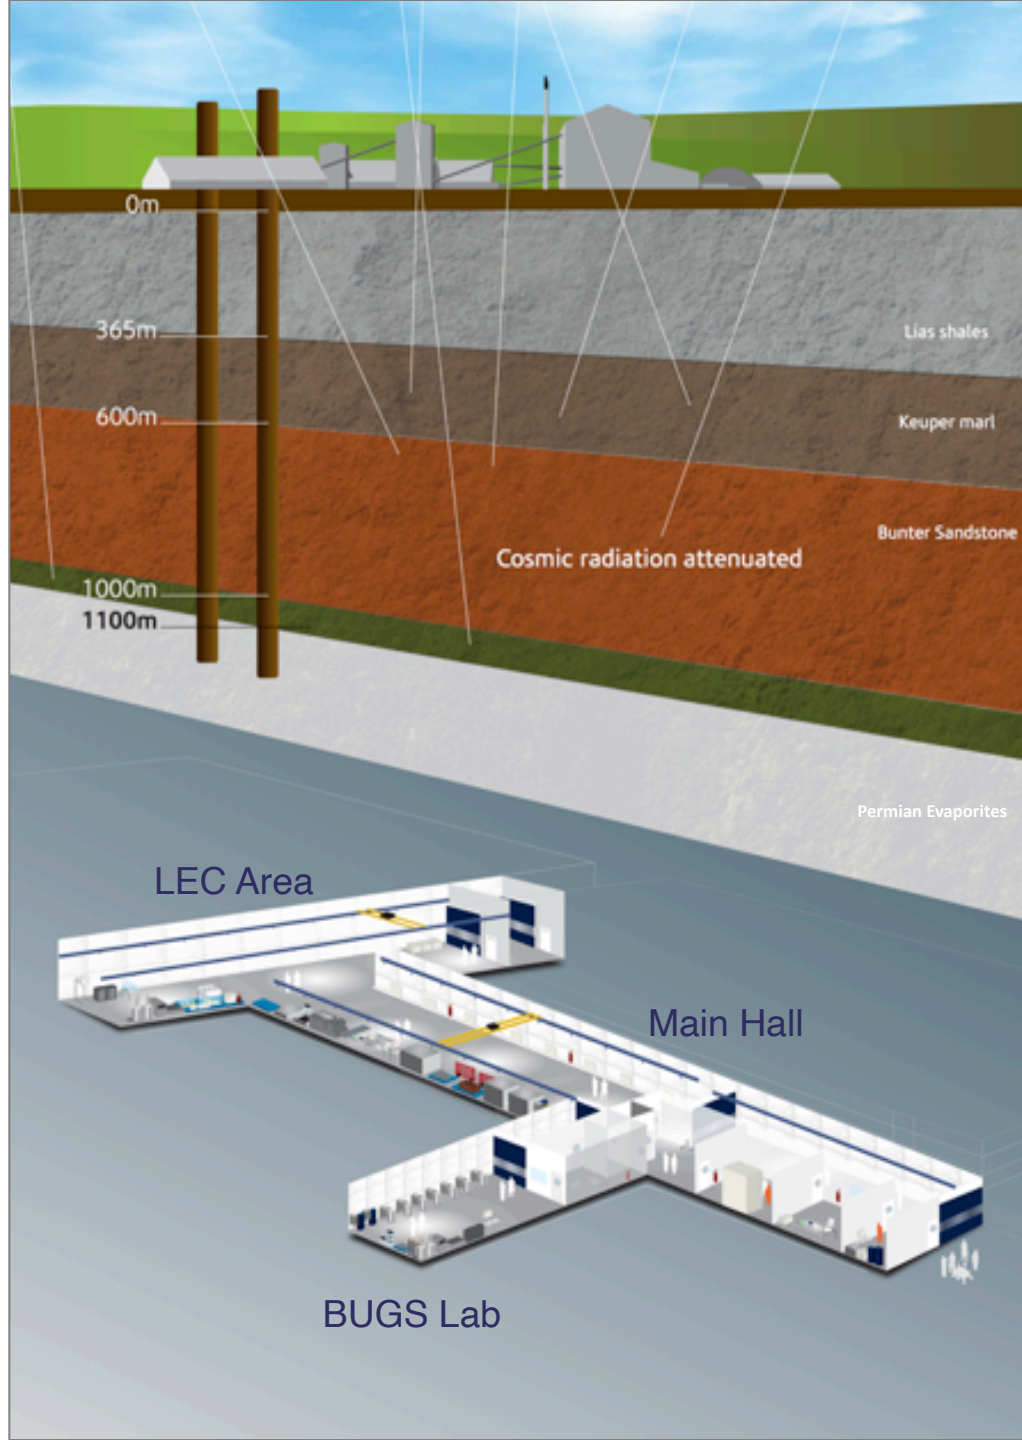 0m
365m
Lias shales
600m
Keuper marl
Bunter Sandstone
Cosmic radiation attenuated
1000m
1100m
Permian Evaporites
LEC Area
Main Hall
BUGS Lab